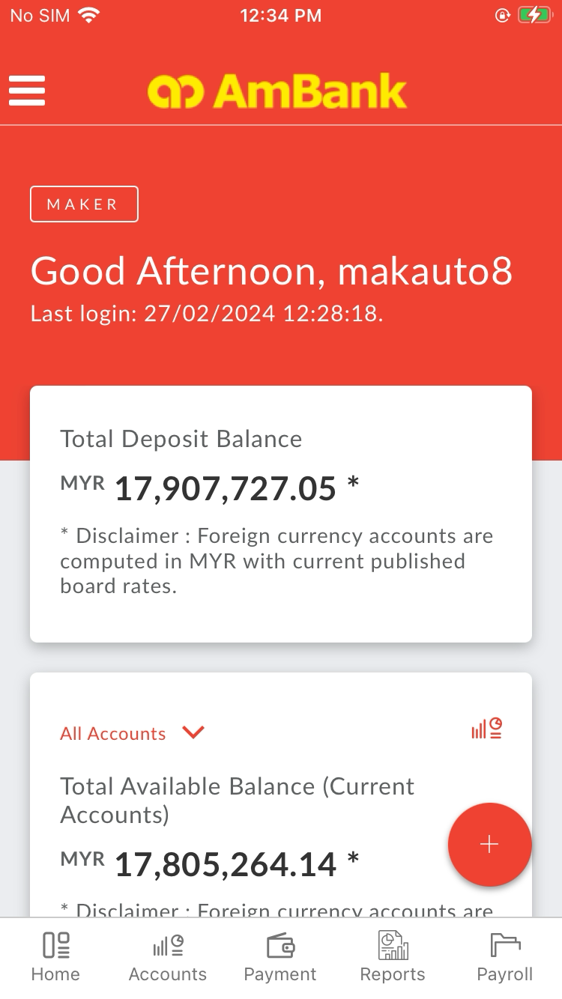 No SIM 12:34 PM
AmBank
MAKER
Good Afternoon, makauto8
Last login: 27/02/2024 12:28:18.
Total Deposit Balance
MYR 17,907,727.05 *
* Disclaimer : Foreign currency accounts are
computed in MYR with current published
board rates.
All Accounts
Total Available Balance (Current
Accounts)
MYR 17,805,264.14 *
* Disclaimer : Foreign currency accounts are
Home Accounts Payment Reports Payroll